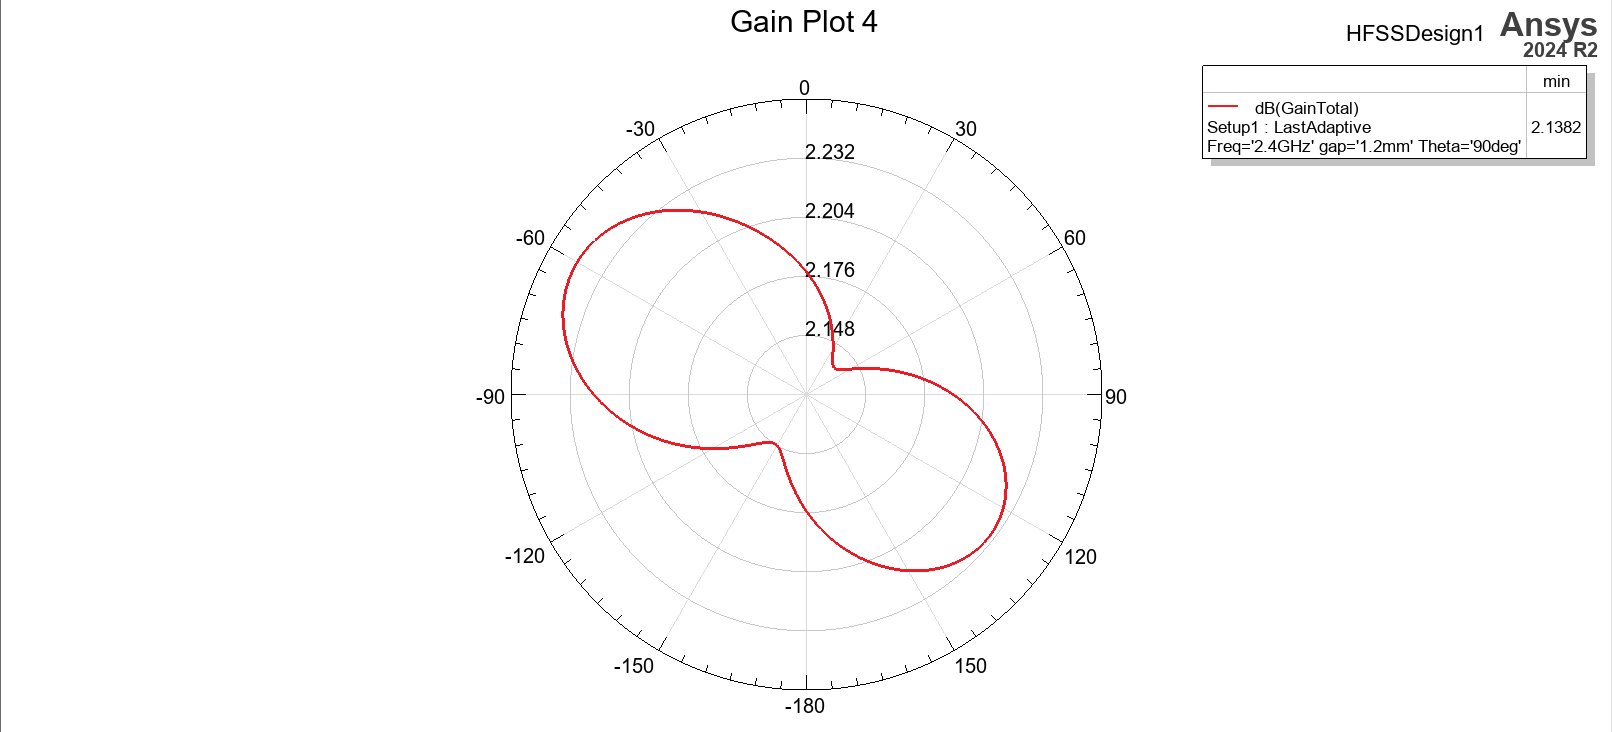 Gain Plot 4
HFSSDesign1
Ansys
2024 R2
min
dB(GainTotal)
Setup1 : LastAdaptive
2.1382
Freq='2.4GHz' gap='1.2mm' Theta='90deg'
0
-30
30
2.232
2.204
-60
60
2.176
2.148
-90
90
-120
120
-150
150
-180